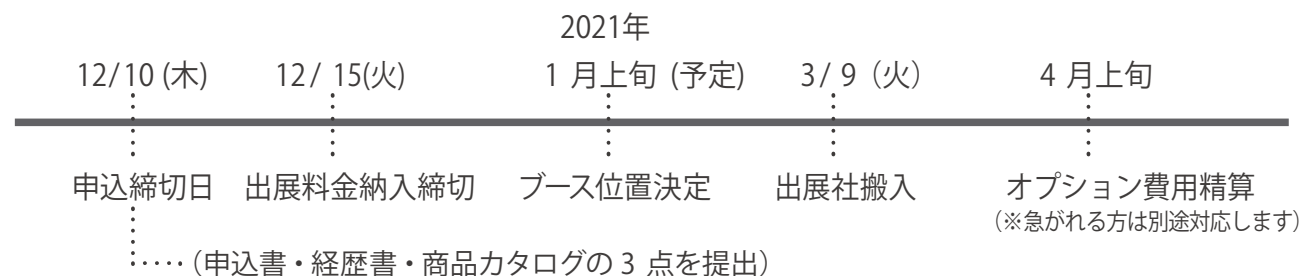 2021年
12/10 (木) 12/ 15(火) 1 月上旬 (予定) 3/ 9（火） 4 月上旬
申込締切日 出展料金納入締切 ブース位置決定 出展社搬入 オプション費用精算
（※急がれる方は別途対応します）
（申込書・経歴書・商品カタログの 3 点を提出）